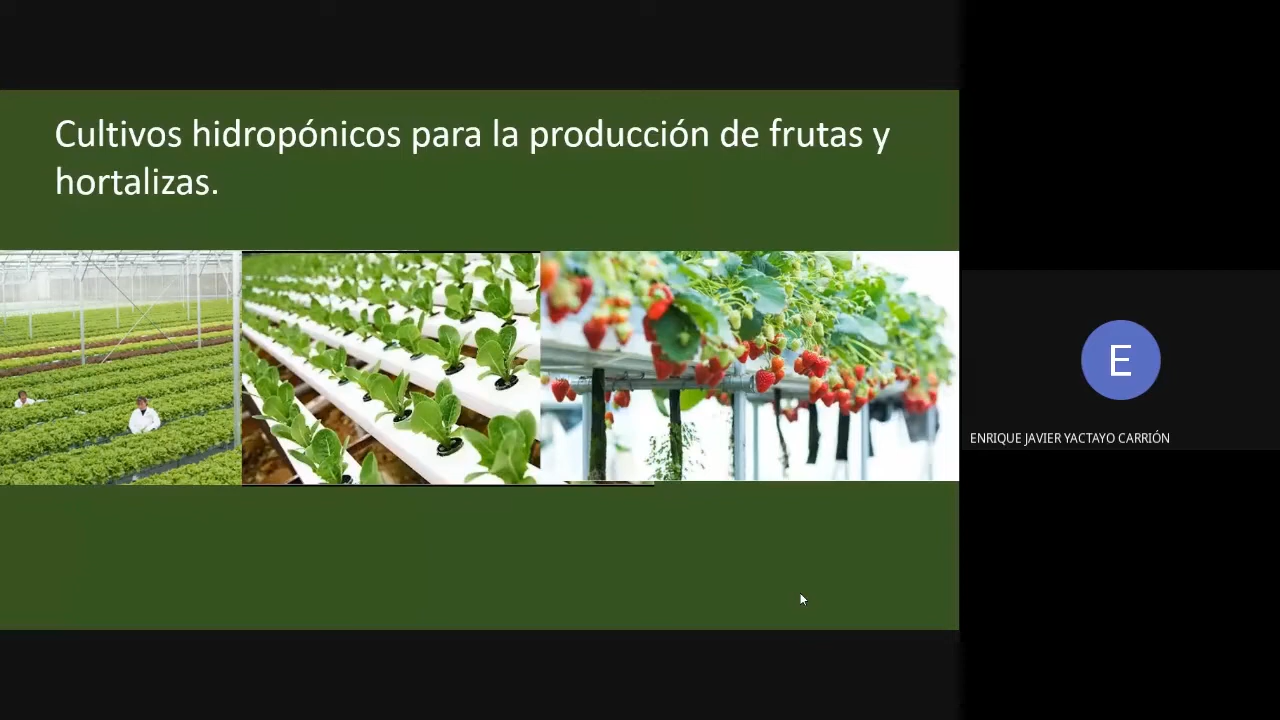 Cultivos hidropónicos para la producción de frutas y
hortalizas.
E
ENRIQUE JAVIER YACTAYO CARRIÓN